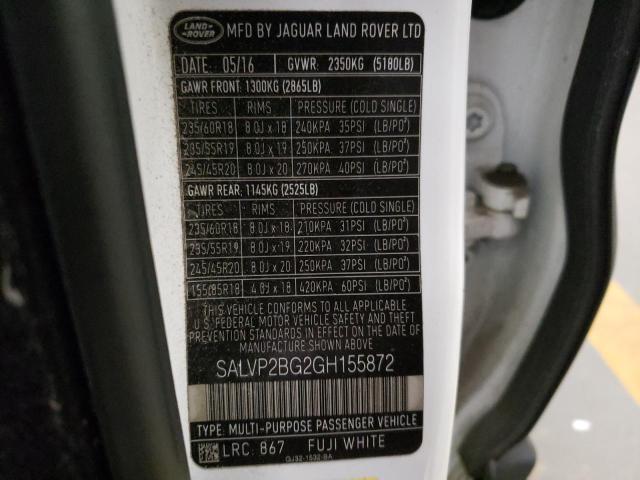 LAND-
ROVER
MFD BY JAGUAR LAND ROVER LTD
DATE: 05/16 GVWR: 2350KG (5180LB)
GAWR FRONT: 1300KG (2865LB)
TIRES RIMS PRESSURE (COLD SINGLE)
235/60R18 8.0J x 18 240KPA 35PSI (LB/PO²)
235/55R19 8.0J x 19 250KPA 37PSI (LB/PO²)
245/45R20 8.0J x 20 270KPA 40PSI (LB/PO²)
GAWR REAR: 1145KG (2525LB)
TIRES RIMS PRESSURE (COLD SINGLE)
235/60R18 8.0J x 18 210KPA 31PSI (LB/PO²)
235/55R19 8.0J x 19 220KPA 32PSI (LB/PO²)
245/45R20 8.0J x 20 250KPA 37PSI (LB/PO²)
155/85R18 4.0J x 18 420KPA 60PSI (LB/PO²)
THIS VEHICLE CONFORMS TO ALL APPLICABLE
U.S. FEDERAL MOTOR VEHICLE SAFETY AND THEFT
PREVENTION STANDARDS IN EFFECT ON THE DATE OF
MANUFACTURE SHOWN ABOVE
SALVP2BG2GH155872
TYPE: MULTI-PURPOSE PASSENGER VEHICLE
LRC: 867 FUJI WHITE
GJ32-1532-BA